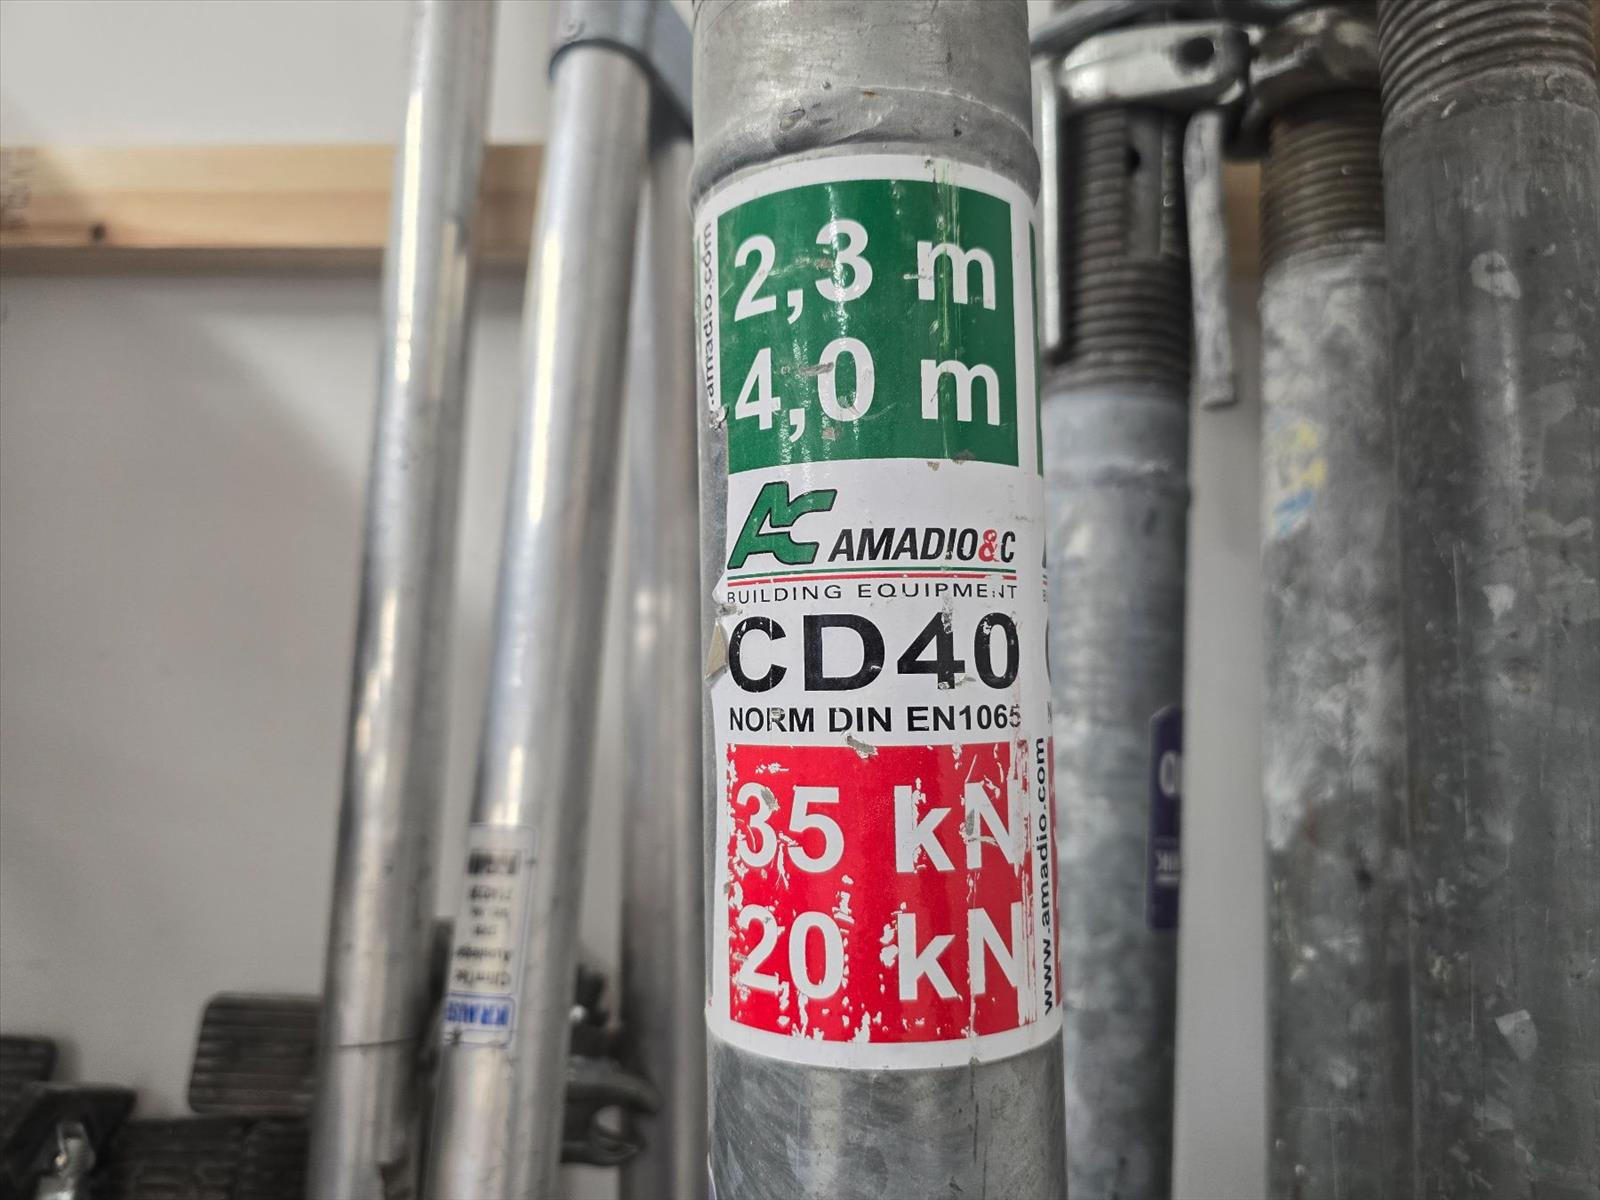 2,3 m
4,0 m
AC AMADIO&C
BUILDING EQUIPMENT
CD40
NORM DIN EN1065
35 kN
20 kN
www.amadio.com
.amadio.com
KRAUSE